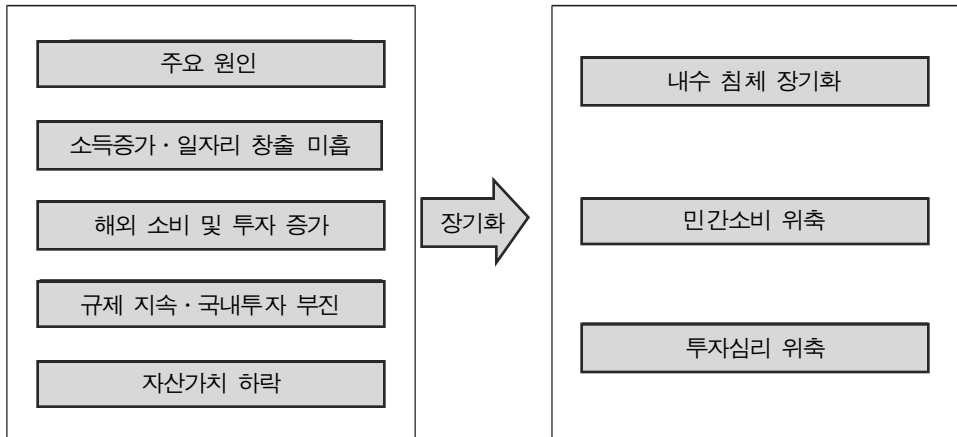 주요 원인
소득증가·일자리 창출 미흡
해외 소비 및 투자 증가
규제 지속·국내투자 부진
자산가치 하락
장기화
내수 침체 장기화
민간소비 위축
투자심리 위축